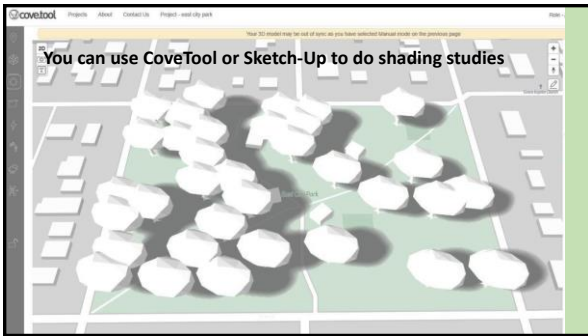 cove.tool Projects About Contact Us Project - east city park
Your 3D model may be out of sync as you have selected Manual mode on the previous page
2D
You can use CoveTool or Sketch-Up to do shading studies